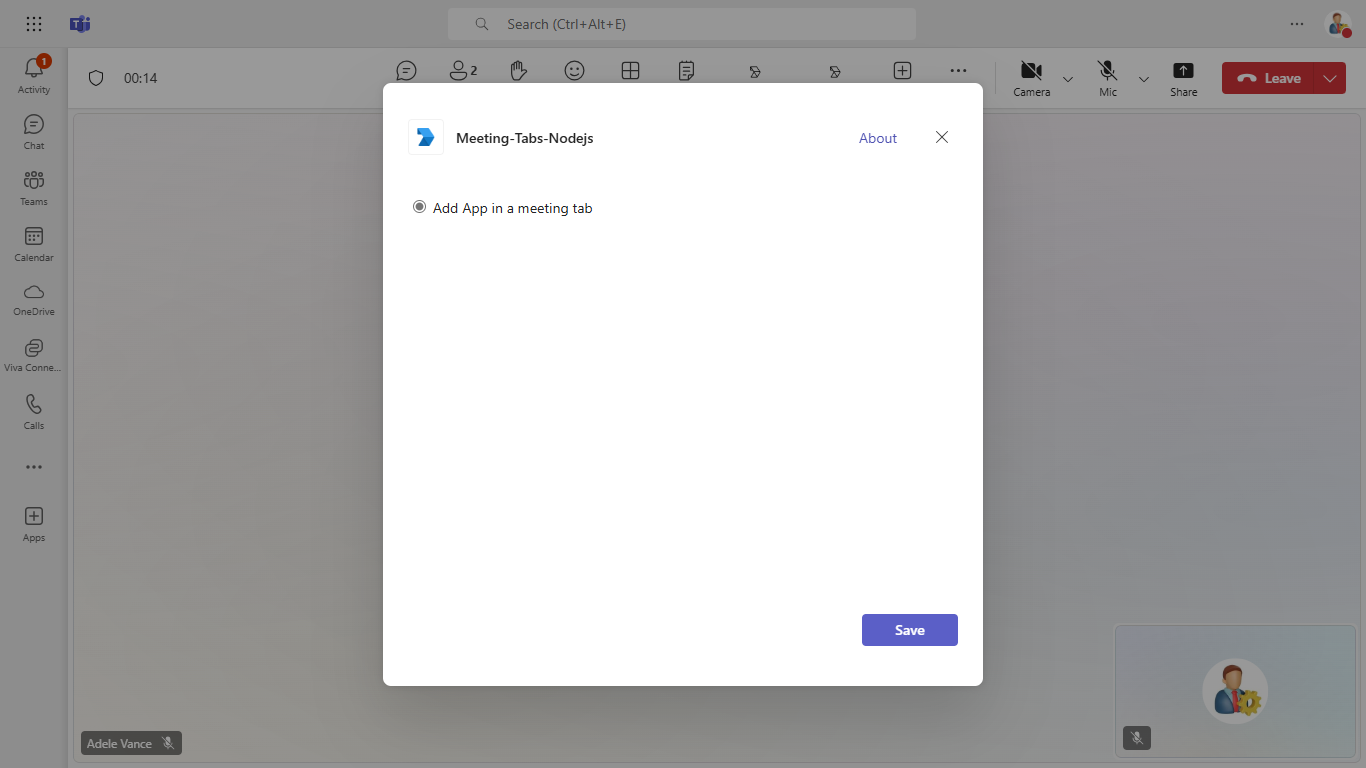 Search (Ctrl+Alt+E)
1
Activity
Chat
Teams
Calendar
OneDrive
Viva Conne...
Calls
Apps
00:14
2
Camera
Mic
Share
Leave
Meeting-Tabs-Nodejs
About
Add App in a meeting tab
Save
Adele Vance